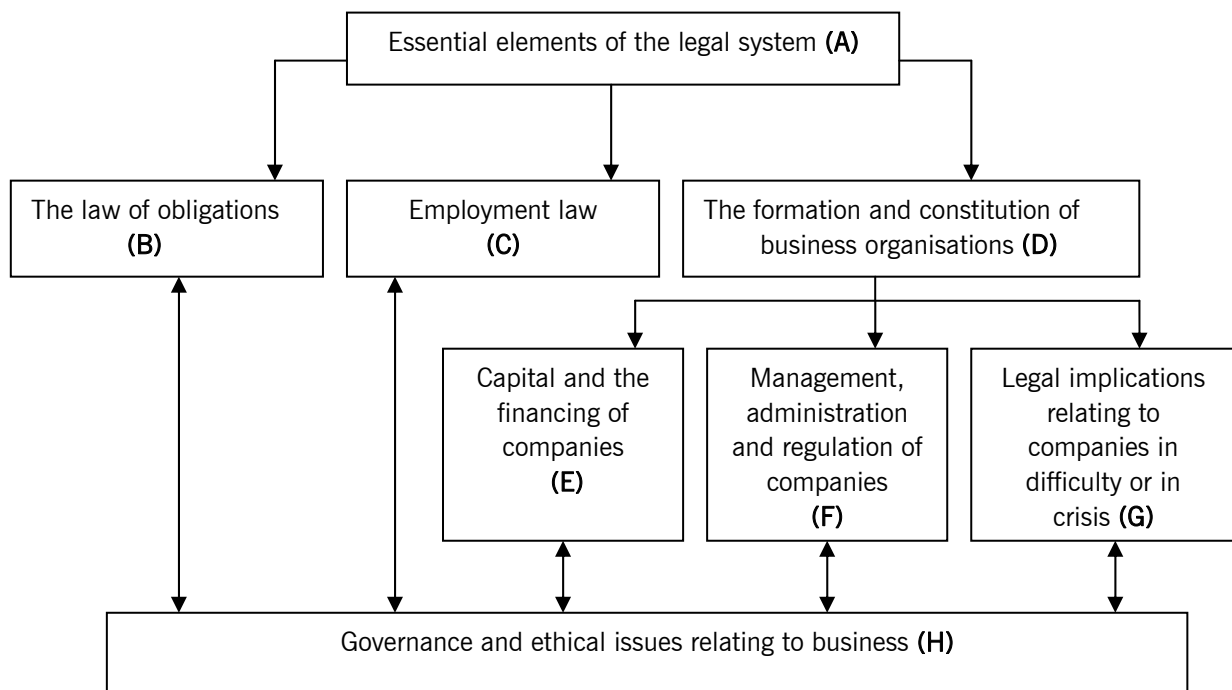 Essential elements of the legal system (A)
The law of obligations
(B)
Employment law
(C)
The formation and constitution of
business organisations (D)
Capital and the
financing of
companies
(E)
Management,
administration
and regulation of
companies
(F)
Legal implications
relating to
companies in
difficulty or in
crisis (G)
Governance and ethical issues relating to business (H)